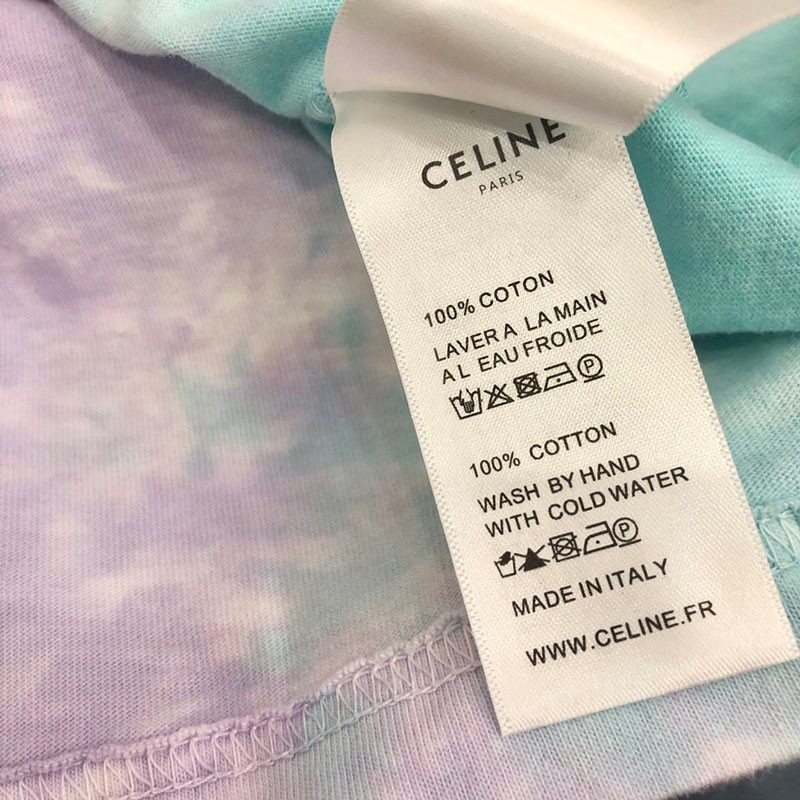 CELINE
PARIS
100% COTON
LAVER A LA MAIN
A L EAU FROIDE
P
100% COTTON
WASH BY HAND
WITH COLD WATER
P
MADE IN ITALY
WWW.CELINE.FR